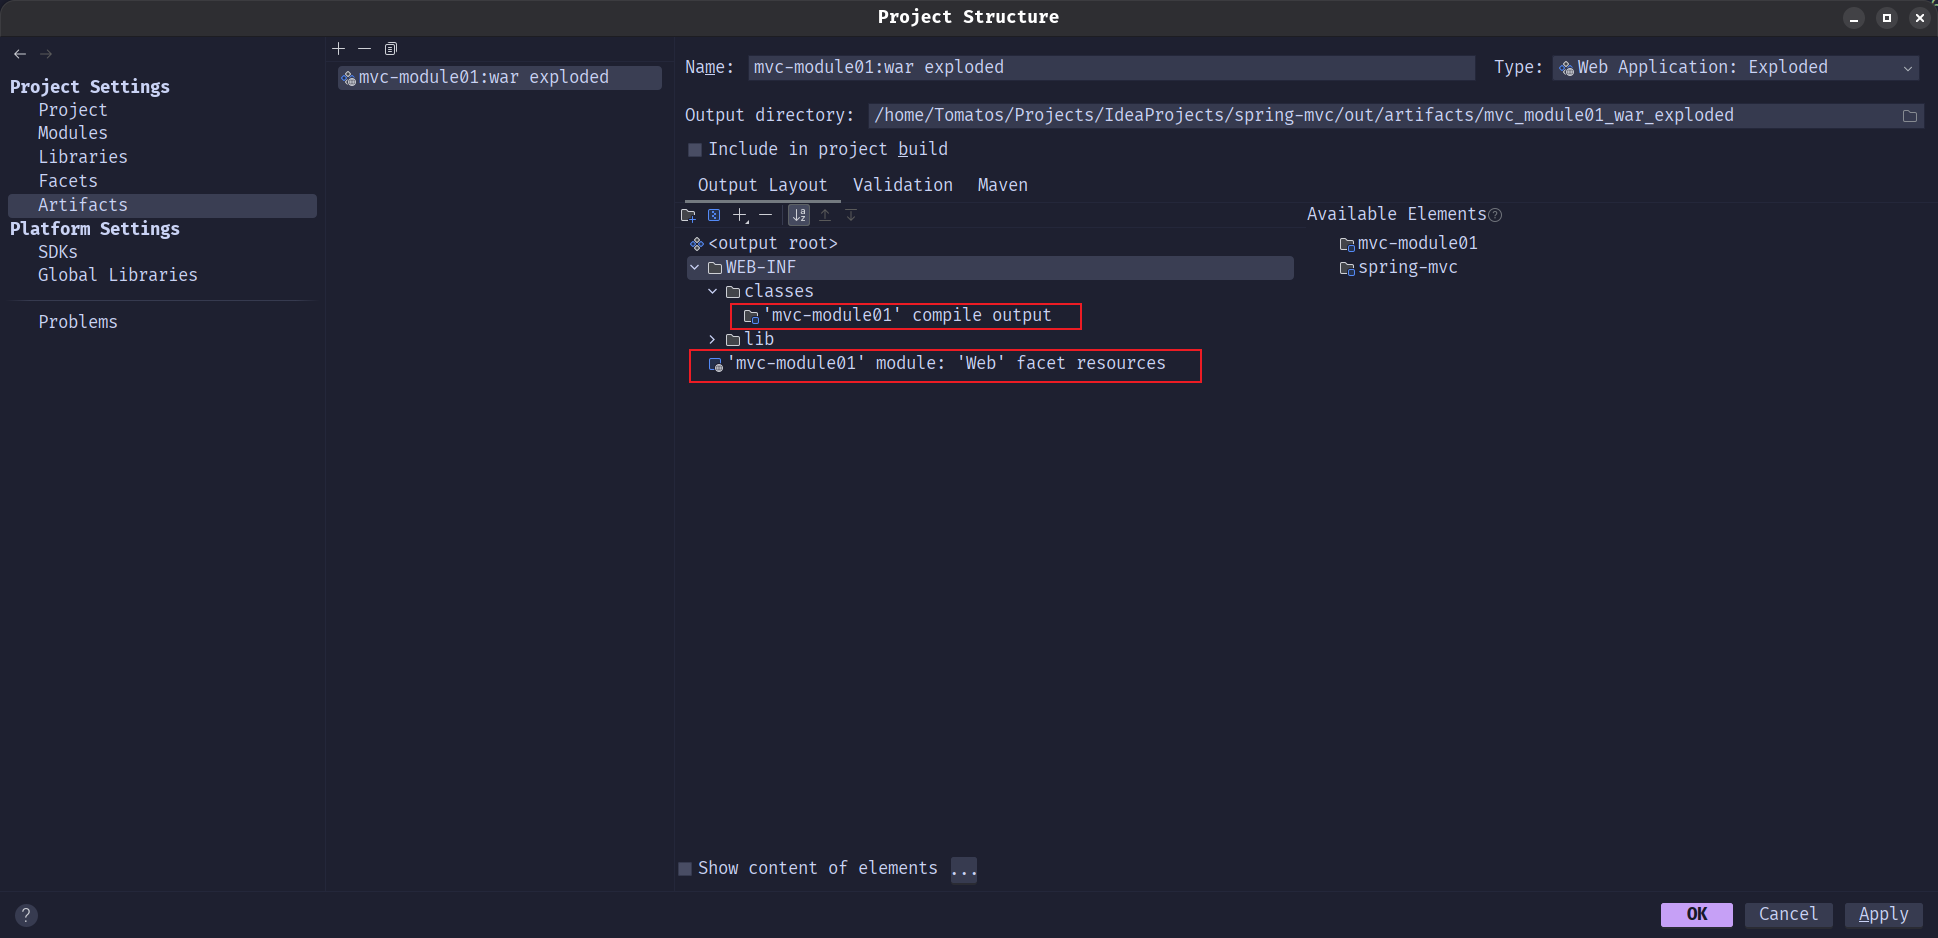 Project Structure
Project Settings
Project
Modules
Libraries
Facets
Artifacts
Platform Settings
SDKs
Global Libraries
Problems
mvc-module01:war exploded
Name: mvc-module01:war exploded Type: Web Application: Exploded
Output directory: /home/Tomatos/Projects/IdeaProjects/spring-mvc/out/artifacts/mvc_module01_war_exploded
Include in project build
Output Layout Validation Maven
<output root>
WEB-INF
classes
'mvc-module01' compile output
lib
'mvc-module01' module: 'Web' facet resources
Available Elements ?
mvc-module01
spring-mvc
Show content of elements ...
? OK Cancel Apply